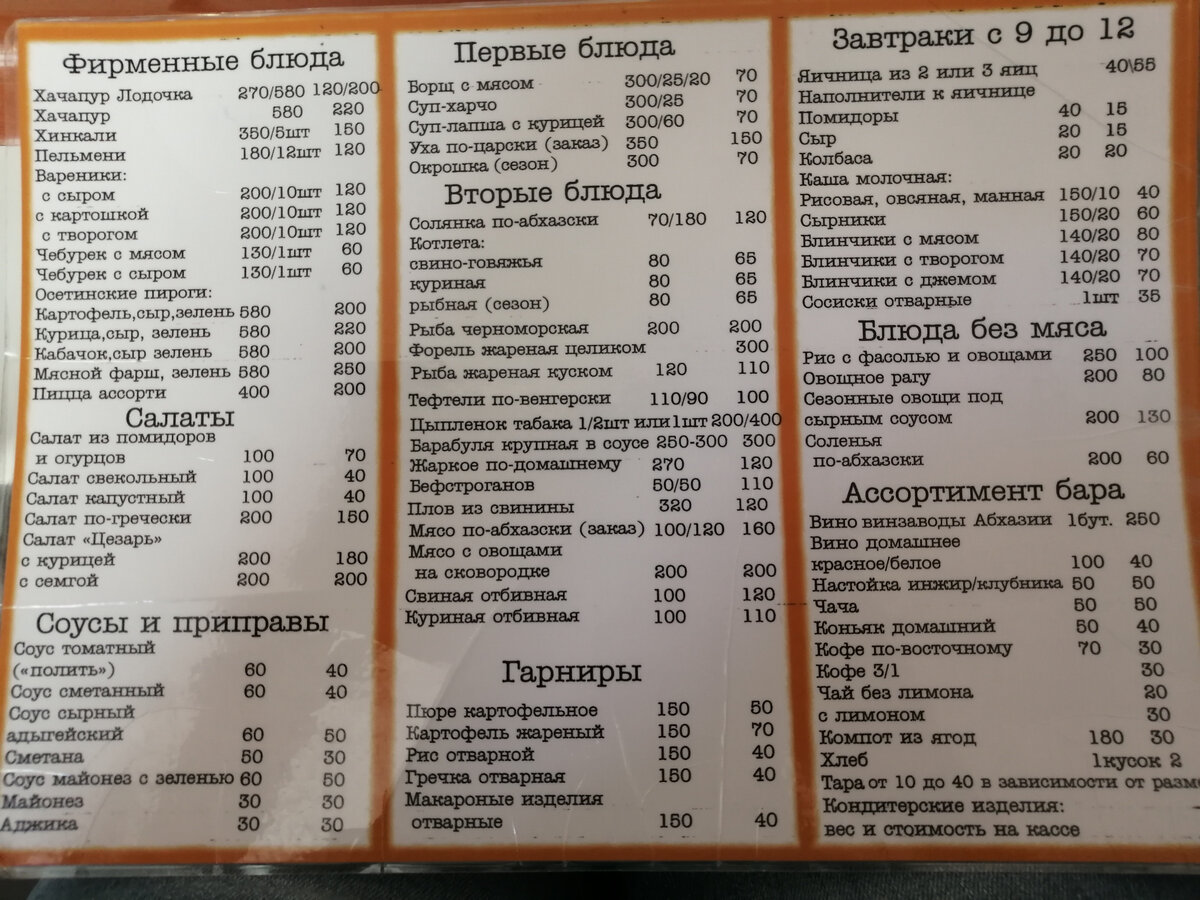 Фирменные блюда
Хачапур Лодочка 270/580 120/200
Хачапур 580 220
Хинкали 350/5шт 150
Пельмени 180/12шт 120
Вареники:
с сыром 200/10шт 120
с картошкой 200/10шт 120
с творогом 200/10шт 120
Чебурек с мясом 130/1шт 60
Чебурек с сыром 130/1шт 60
Осетинские пироги:
Картофель,сыр,зелень 580 200
Курица,сыр, зелень 580 220
Кабачок,сыр зелень 580 200
Мясной фарш, зелень 580 250
Пицца ассорти 400 200
Салаты
Салат из помидоров
и огурцов 100 70
Салат свекольный 100 40
Салат капустный 100 40
Салат по-гречески 200 150
Салат «Цезарь»
с курицей 200 180
с семгой 200 200
Соусы и приправы
Соус томатный
(«полить») 60 40
Соус сметанный 60 40
Соус сырный
адыгейский 60 50
Сметана 50 30
Соус майонез с зеленью 60 50
Майонез 30 30
Аджика 30 30
Первые блюда
Борщ с мясом 300/25/20 70
Суп-харчо 300/25 70
Суп-лапша с курицей 300/60 70
Уха по-царски (заказ) 350 150
Окрошка (сезон) 300 70
Вторые блюда
Солянка по-абхазски 70/180 120
Котлета:
свино-говяжья 80 65
куриная 80 65
рыбная (сезон) 80 65
Рыба черноморская 200 200
Форель жареная целиком 300
Рыба жареная куском 120 110
Тефтели по-венгерски 110/90 100
Цыпленок табака 1/2шт или 1шт 200/400
Барабуля крупная в соусе 250-300 300
Жаркое по-домашнему 270 120
Бефстроганов 50/50 110
Плов из свинины 320 120
Мясо по-абхазски (заказ) 100/120 160
Мясо с овощами
на сковородке 200 200
Свиная отбивная 100 120
Куриная отбивная 100 110
Гарниры
Пюре картофельное 150 50
Картофель жареный 150 70
Рис отварной 150 40
Гречка отварная 150 40
Макароные изделия
отварные 150 40
Завтраки с 9 до 12
Яичница из 2 или 3 яиц 40\55
Наполнители к яичнице
Помидоры 40 15
Сыр 20 15
Колбаса 20 20
Каша молочная:
Рисовая, овсяная, манная 150/10 40
Сырники 150/20 60
Блинчики с мясом 140/20 80
Блинчики с творогом 140/20 70
Блинчики с джемом 140/20 70
Сосиски отварные 1шт 35
Блюда без мяса
Рис с фасолью и овощами 250 100
Овощное рагу 200 80
Сезонные овощи под
сырным соусом 200 130
Соленья
по-абхазски 200 60
Ассортимент бара
Вино винзаводы Абхазии 1бут. 250
Вино домашнее
красное/белое 100 40
Настойка инжир/клубника 50 50
Чача 50 50
Коньяк домашний 50 40
Кофе по-восточному 70 30
Кофе 3/1 30
Чай без лимона 20
с лимоном 30
Компот из ягод 180 30
Хлеб 1кусок 2
Тара от 10 до 40 в зависимости от разм
Кондитерские изделия:
вес и стоимость на кассе